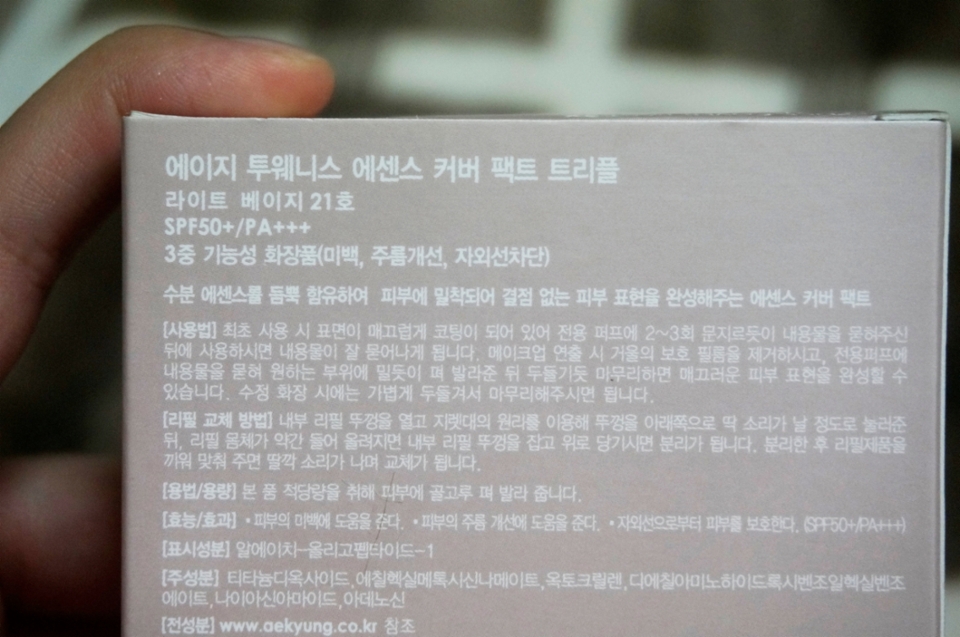 에이지 투웨니스 에센스 커버 팩트 트리플
라이트 베이지 21호
SPF50+/PA+++
3중 기능성 화장품(미백, 주름개선, 자외선차단)
수분 에센스를 듬뿍 함유하여 피부에 밀착되어 결점 없는 피부 표현을 완성해주는 에센스 커버 팩트
[사용법] 최초 사용 시 표면이 매끄럽게 코팅이 되어 있어 전용 퍼프에 2~3회 문지르듯이 내용물을 묻혀주신
뒤에 사용하시면 내용물이 잘 묻어나게 됩니다. 메이크업 연출 시 거울의 보호 필름을 제거하시고, 전용퍼프에
내용물을 묻혀 원하는 부위에 밀듯이 펴 발라준 뒤 두들기듯 마무리하면 매끄러운 피부 표현을 완성할 수
있습니다. 수정 화장 시에는 가볍게 두들겨서 마무리해주시면 됩니다.
[리필 교체 방법] 내부 리필 뚜껑을 열고 지렛대의 원리를 이용해 뚜껑을 아래쪽으로 딱 소리가 날 정도로 눌러준
뒤, 리필 몸체가 약간 들어 올려지면 내부 리필 뚜껑을 잡고 위로 당기시면 분리가 됩니다. 분리한 후 리필제품을
끼워 맞춰 주면 딸깍 소리가 나며 교체가 됩니다.
[용법/용량] 본 품 적당량을 취해 피부에 골고루 펴 발라 줍니다.
[효능/효과] •피부의 미백에 도움을 준다. •피부의 주름 개선에 도움을 준다. •자외선으로부터 피부를 보호한다. (SPF50+/PA+++)
[표시성분] 알에이치-올리고펩타이드-1
[주성분] 티타늄디옥사이드, 에칠헥실메톡시신나메이트, 옥토크릴렌, 디에칠아미노하이드록시벤조일헥실벤조
에이트, 나이아신아마이드, 아데노신
[전성분] www.aekyung.co.kr 참조